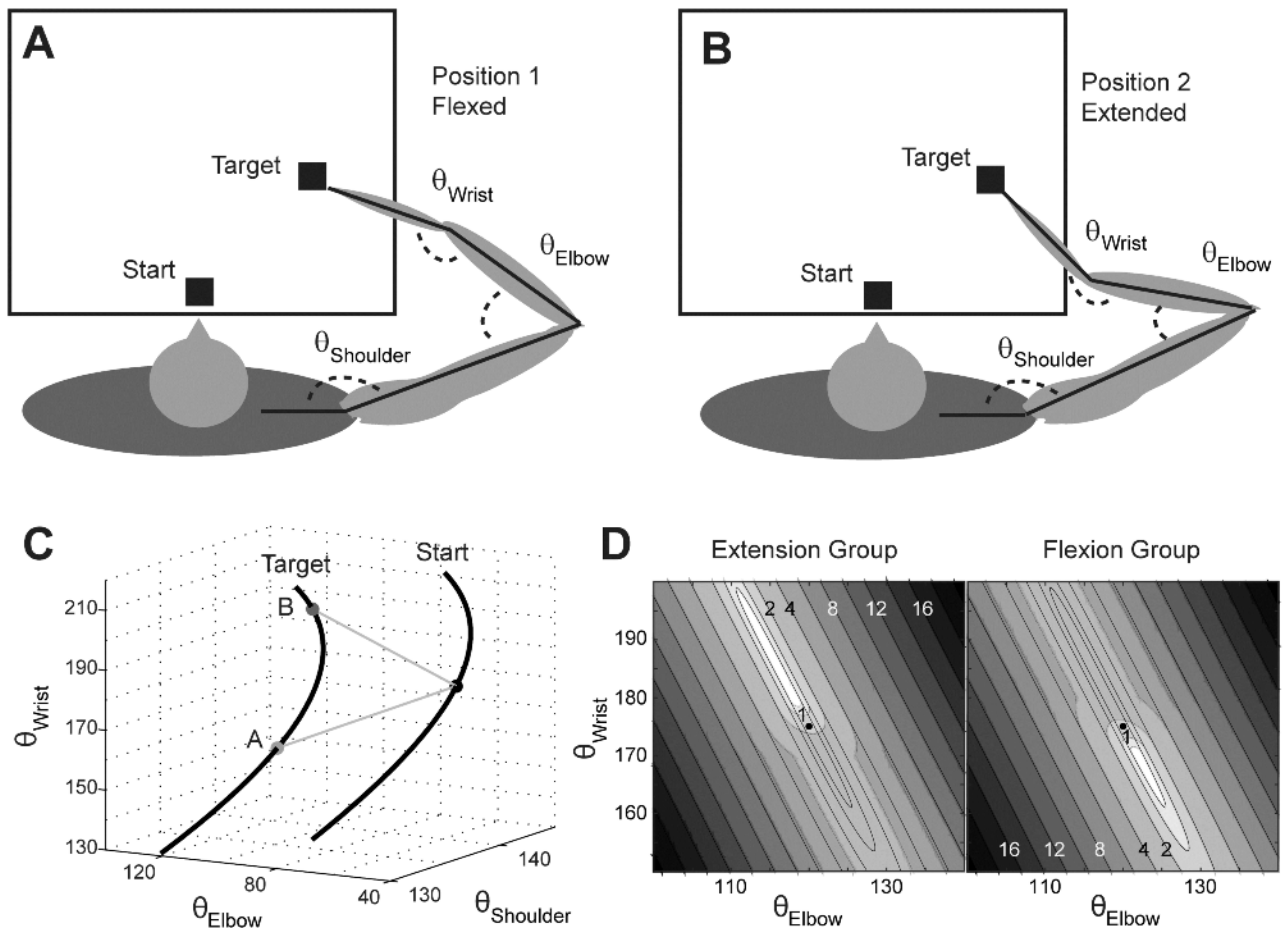 A
Position 1
Flexed
Target
θWrist
θElbow
Start
θShoulder
B
Position 2
Extended
Target
θWrist
θElbow
Start
θShoulder
C
Target
Start
B
A
210
190
170
150
130
θWrist
120
80
40
θElbow
130
140
θShoulder
D
Extension Group
Flexion Group
2 4 8 12 16
1
190
180
170
160
θWrist
110
130
θElbow
1
16 12 8 4 2
110
130
θElbow